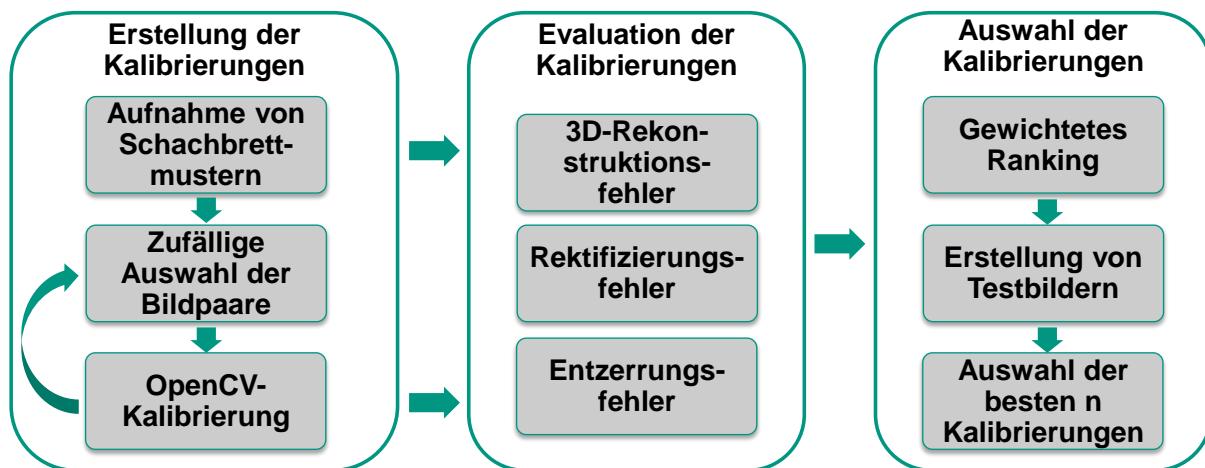 Erstellung der
Kalibrierungen
Aufnahme von
Schachbrett-
mustern
Zufällige
Auswahl der
Bildpaare
OpenCV-
Kalibrierung
Evaluation der
Kalibrierungen
3D-Rekon-
struktions-
fehler
Rektifizierungs-
fehler
Entzerrungs-
fehler
Auswahl der
Kalibrierungen
Gewichtetes
Ranking
Erstellung von
Testbildern
Auswahl der
besten n
Kalibrierungen